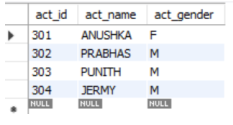 act_id act_name act_gender
301 ANUSHKA F
302 PRABHAS M
303 PUNITH M
304 JERMY M
NULL NULL NULL